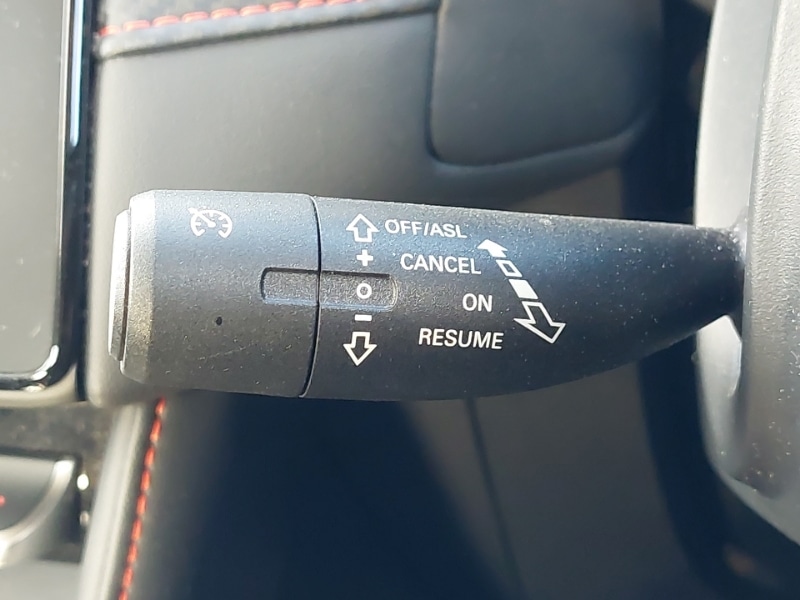 OFF/ASL
+ CANCEL
O ON
− RESUME